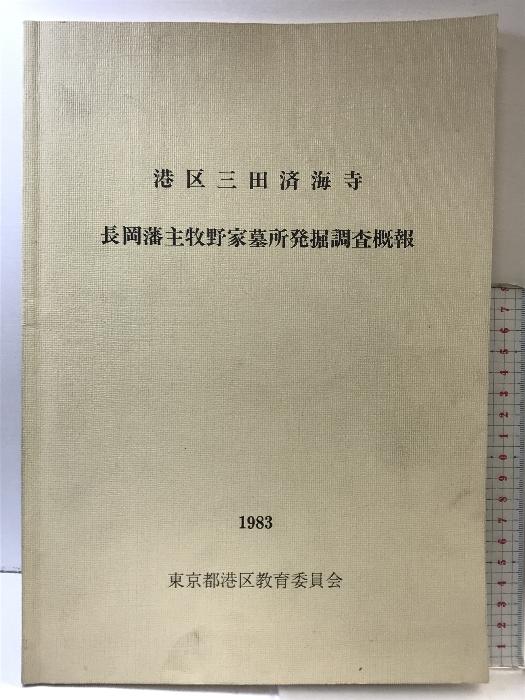 港区三田済海寺
長岡藩主牧野家墓所発掘調査概報
1983
東京都港区教育委員会